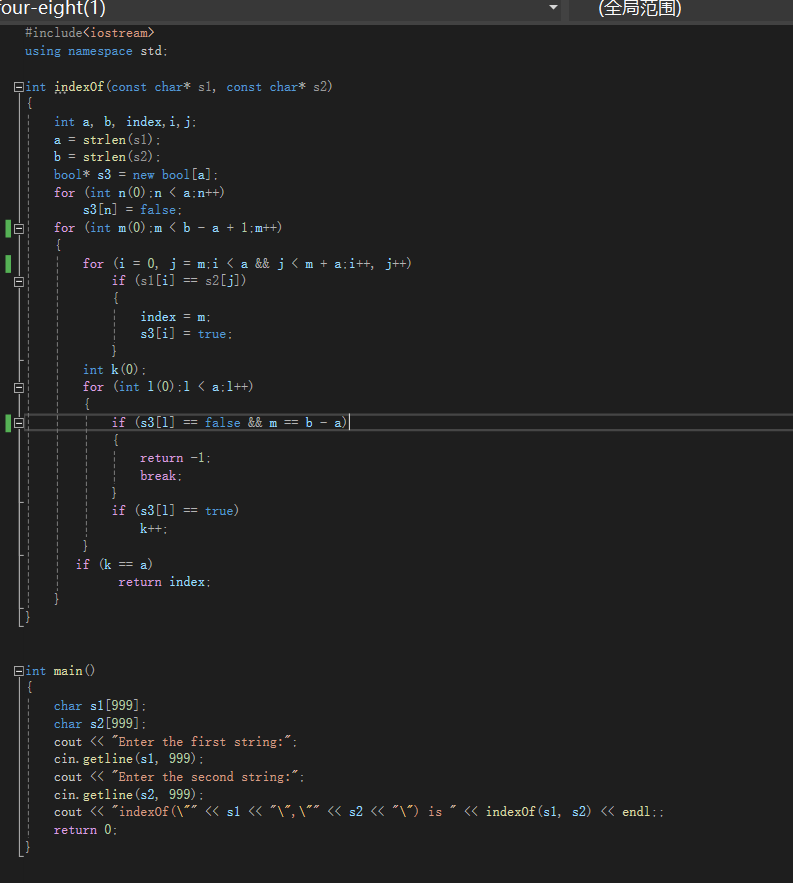 four-eight(1) (全局范围)
#include<iostream>
using namespace std;
int indexOf(const char* s1, const char* s2)
{
int a, b, index,i,j;
a = strlen(s1);
b = strlen(s2);
bool* s3 = new bool[a];
for (int n(0);n < a;n++)
s3[n] = false;
for (int m(0);m < b - a + 1;m++)
{
for (i = 0, j = m;i < a && j < m + a;i++, j++)
if (s1[i] == s2[j])
{
index = m;
s3[i] = true;
}
int k(0);
for (int l(0);l < a;l++)
{
if (s3[l] == false && m == b - a)
{
return -1;
break;
}
if (s3[l] == true)
k++;
}
if (k == a)
return index;
}
}
int main()
{
char s1[999];
char s2[999];
cout << "Enter the first string:";
cin.getline(s1, 999);
cout << "Enter the second string:";
cin.getline(s2, 999);
cout << "indexOf(\"" << s1 << "\",\"" << s2 << "\") is " << indexOf(s1, s2) << endl;;
return 0;
}